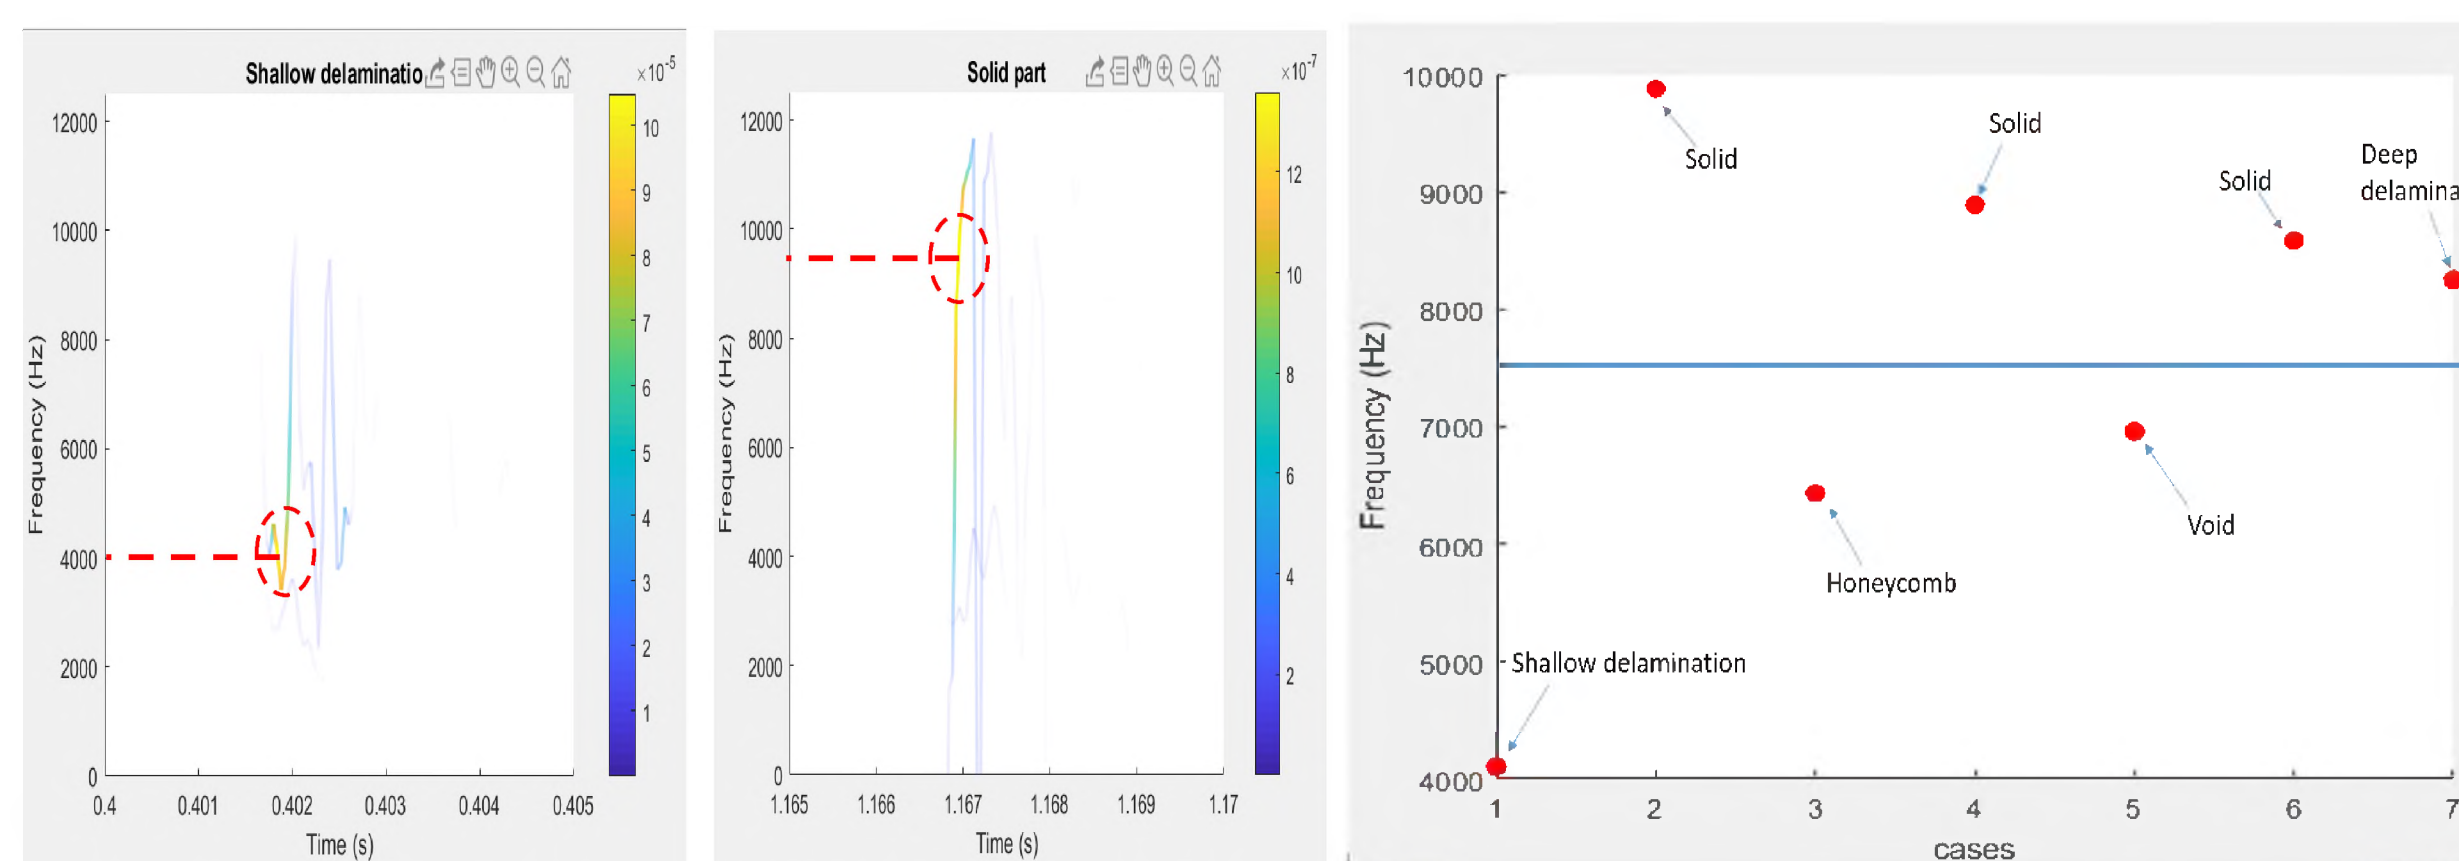 Shallow delaminatio
×10-5
12000
10000
8000
6000
4000
2000
0
Frequency (Hz)
0.4 0.401 0.402 0.403 0.404 0.405
Time (s)
10
9
8
7
6
5
4
3
2
1
Solid part
×10-7
12000
10000
8000
6000
4000
2000
0
Frequency (Hz)
1.165 1.166 1.167 1.168 1.169 1.17
Time (s)
12
10
8
6
4
2
10000
9000
8000
7000
6000
5000
4000
Frequency (Hz)
Solid
Solid
Solid
Deep
delamina
Void
Honeycomb
Shallow delamination
1 2 3 4 5 6 7
cases